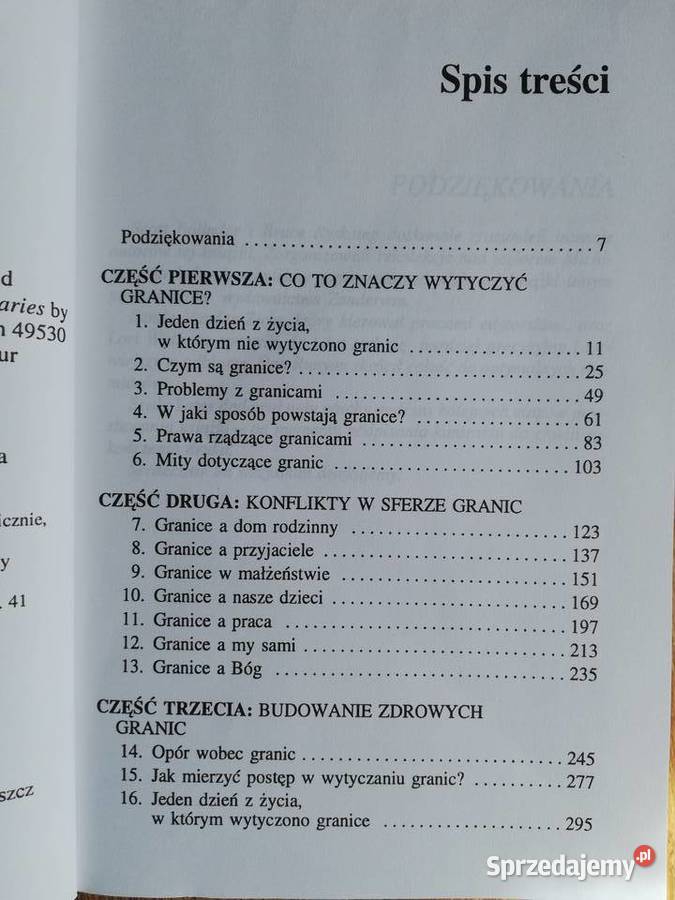 Spis treści
PODZIĘKOWANIA
Podziękowania ........ 7
CZĘŚĆ PIERWSZA: CO TO ZNACZY WYTYCZYĆ
GRANICE?
1. Jeden dzień z życia,
w którym nie wytyczono granic ........ 11
2. Czym są granice? ........ 25
3. Problemy z granicami ........ 49
4. W jaki sposób powstają granice? ........ 61
5. Prawa rządzące granicami ........ 83
6. Mity dotyczące granic ........ 103
CZĘŚĆ DRUGA: KONFLIKTY W SFERZE GRANIC
7. Granice a dom rodzinny ........ 123
8. Granice a przyjaciele ........ 137
9. Granice w małżeństwie ........ 151
10. Granice a nasze dzieci ........ 169
11. Granice a praca ........ 197
12. Granice a my sami ........ 213
13. Granice a Bóg ........ 235
CZĘŚĆ TRZECIA: BUDOWANIE ZDROWYCH
GRANIC
14. Opór wobec granic ........ 245
15. Jak mierzyć postęp w wytyczaniu granic? ........ 277
16. Jeden dzień z życia,
w którym wytyczono granice ........ 295
d
aries by
49530
ur
a
icznie,
y
. 41
szcz
Sprzedajemy.pl